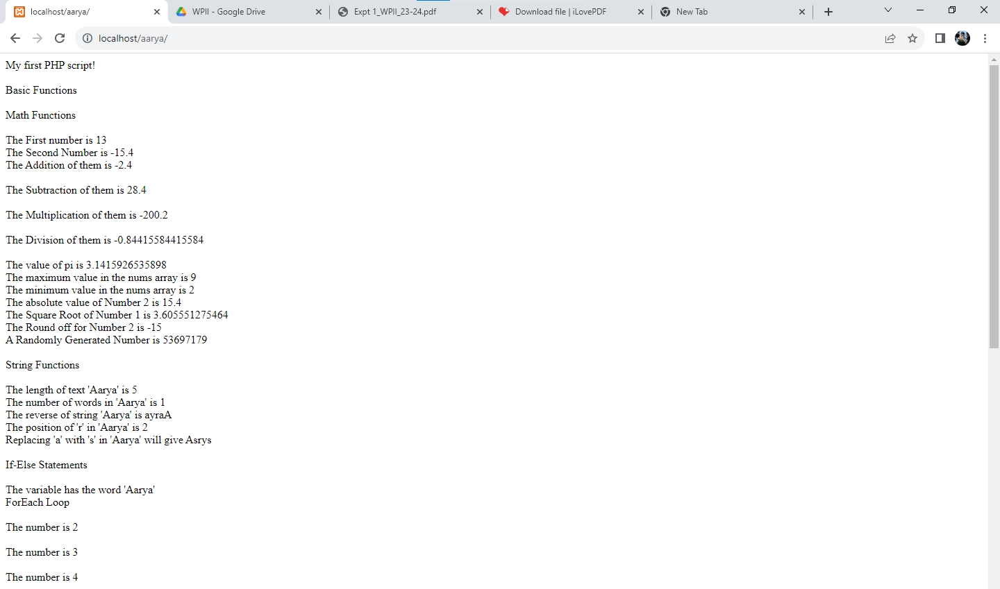 localhost/aarya/
WPII - Google Drive
Expt 1_WPII_23-24.pdf
Download file | iLovePDF
New Tab
localhost/aarya/
My first PHP script!
Basic Functions
Math Functions
The First number is 13
The Second Number is -15.4
The Addition of them is -2.4
The Subtraction of them is 28.4
The Multiplication of them is -200.2
The Division of them is -0.84415584415584
The value of pi is 3.1415926535898
The maximum value in the nums array is 9
The minimum value in the nums array is 2
The absolute value of Number 2 is 15.4
The Square Root of Number 1 is 3.605551275464
The Round off for Number 2 is -15
A Randomly Generated Number is 53697179
String Functions
The length of text 'Aarya' is 5
The number of words in 'Aarya' is 1
The reverse of string 'Aarya' is ayraA
The position of 'r' in 'Aarya' is 2
Replacing 'a' with 's' in 'Aarya' will give Asrys
If-Else Statements
The variable has the word 'Aarya'
ForEach Loop
The number is 2
The number is 3
The number is 4